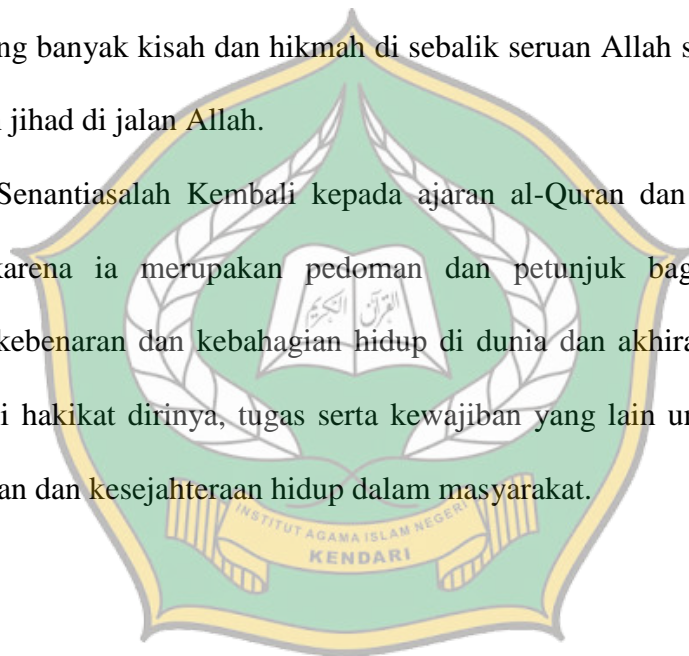 ng banyak kisah dan hikmah di sebalik seruan Allah s
jihad di jalan Allah.
Senantiasalah Kembali kepada ajaran al-Quran dan
karena ia merupakan pedoman dan petunjuk bag
kebenaran dan kebahagian hidup di dunia dan akhira
i hakikat dirinya, tugas serta kewajiban yang lain un
an dan kesejahteraan hidup dalam masyarakat.
القرآن الكريم
INSTITUT AGAMA ISLAM NEGERI
KENDARI